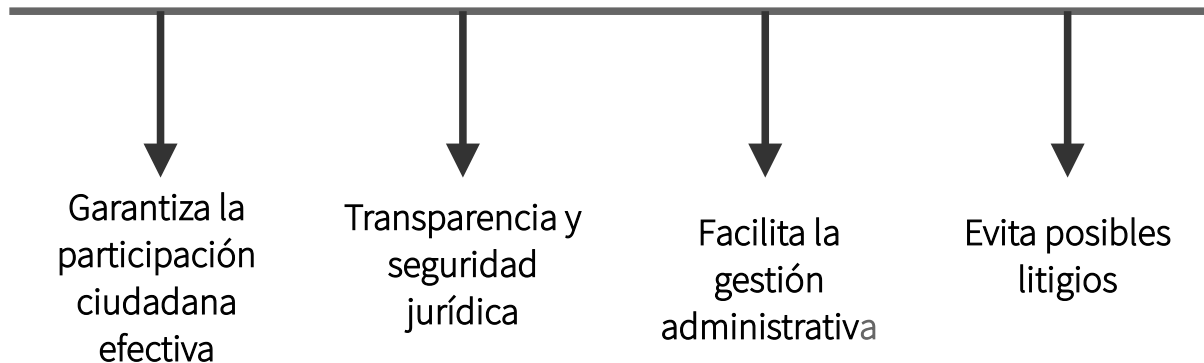 Garantiza la
participación
ciudadana
efectiva
Transparencia y
seguridad
jurídica
Facilita la
gestión
administrativa
Evita posibles
litigios